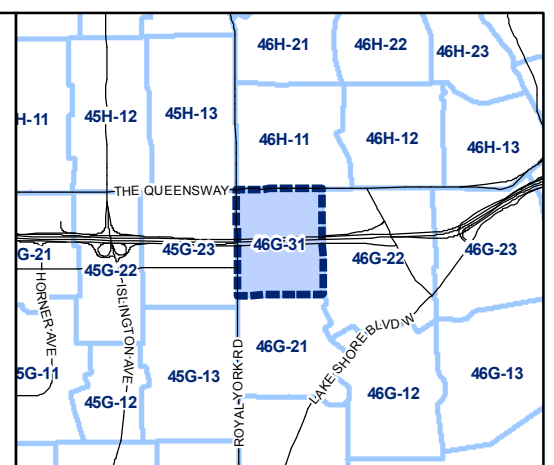 46H-21
46H-22
46H-23
H-11
45H-12
45H-13
46H-11
46H-12
46H-13
THE QUEENSWAY
G-21
45G-22
45G-23
46G-31
46G-22
46G-23
HORNER AVE
ISLINGTON AVE
ROYAL YORK RD
LAKE SHORE BLVD W
5G-11
45G-12
45G-13
46G-21
46G-12
46G-13